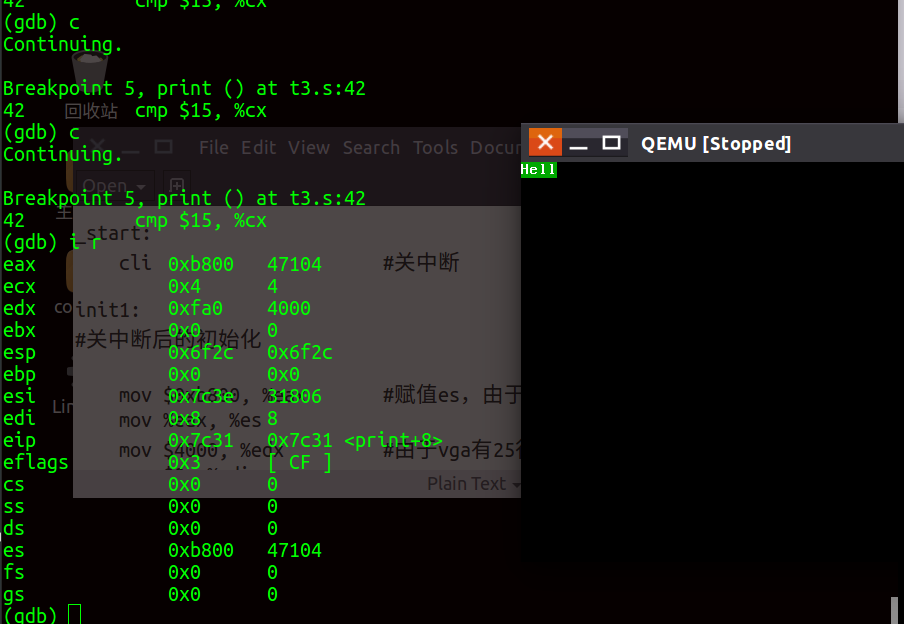 42 cmp $15, %cx
(gdb) c
Continuing.
Breakpoint 5, print () at t3.s:42
42 cmp $15, %cx
回收站
(gdb) c
Continuing.
File Edit View Search Tools Docu
Open
Breakpoint 5, print () at t3.s:42
42 cmp $15, %cx
_start:
(gdb) i r
cli #关中断
eax 0xb800 47104
ecx 0x4 4
edx 0xfa0 4000
init1:
ebx 0x0 0
#关中断后的初始化
esp 0x6f2c 0x6f2c
ebp 0x0 0x0
esi 0x7c3e 31806
#赋值es，由于
edi 0x8 8
mov %eax, %es
eip 0x7c31 0x7c31 <print+8>
mov $4000, %edx #由于vga有25行
eflags 0x3 [ CF ]
cs 0x0 0
Plain Text
ss 0x0 0
ds 0x0 0
es 0xb800 47104
fs 0x0 0
gs 0x0 0
(gdb)
QEMU [Stopped]
Hell